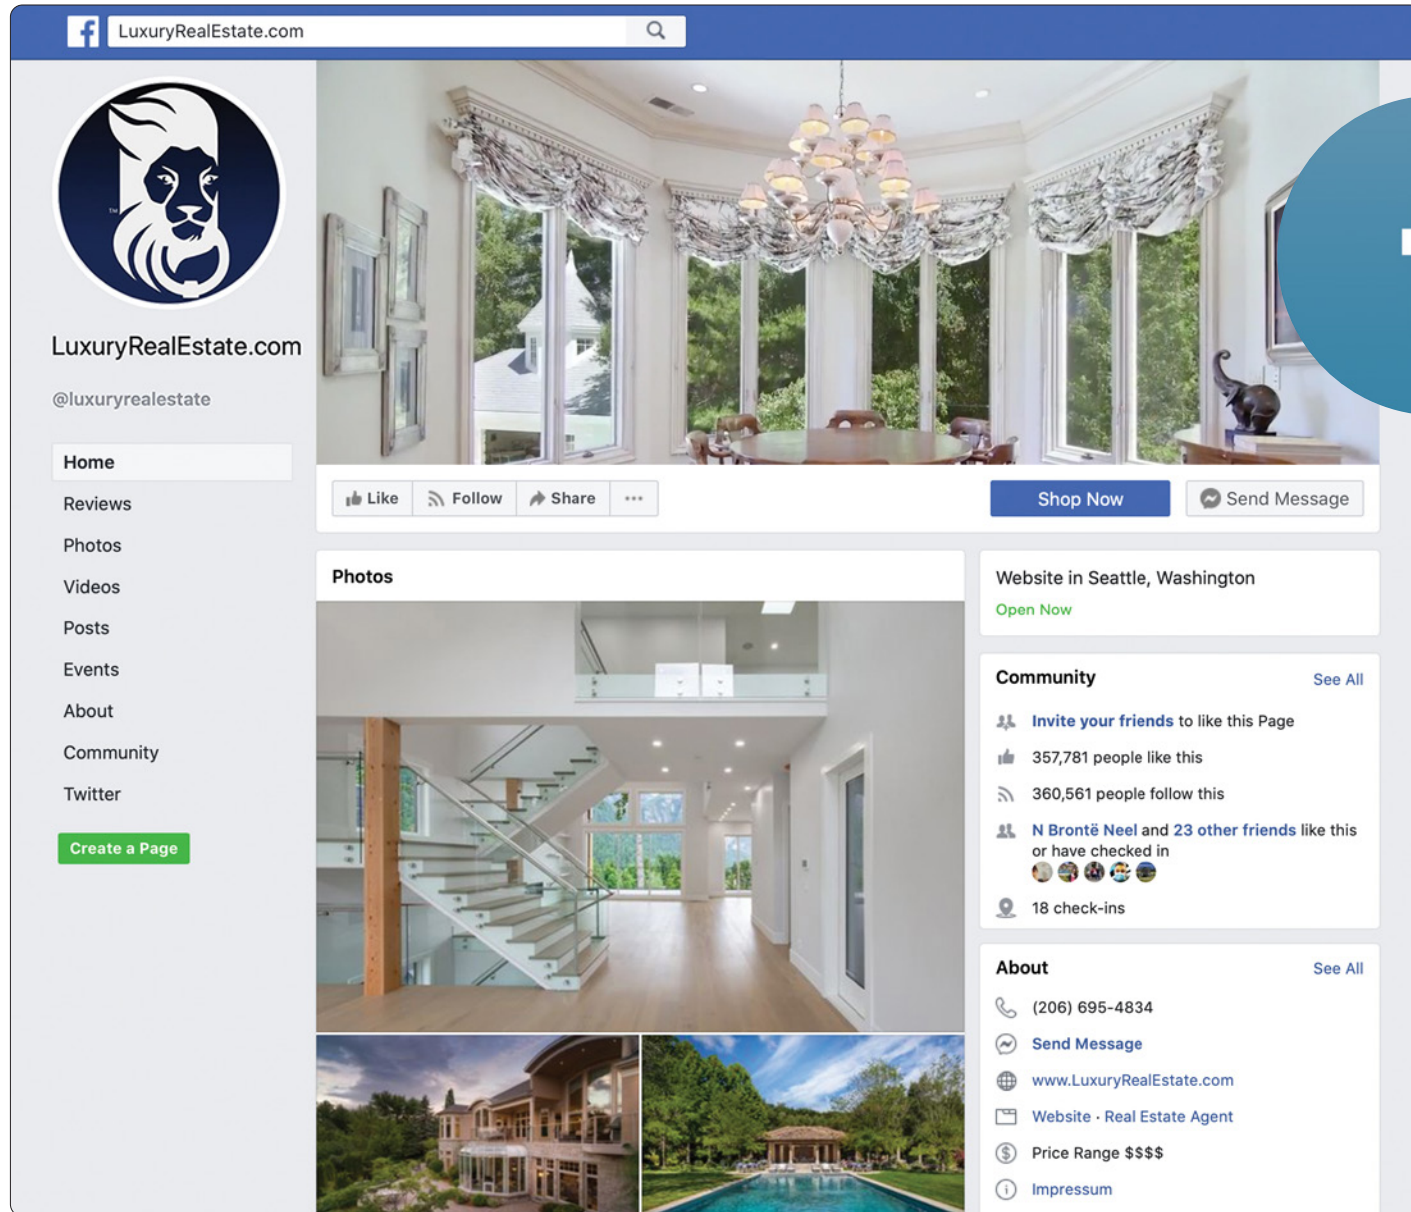 LuxuryRealEstate.com
TM
LuxuryRealEstate.com
@luxuryrealestate
Home
Reviews
Photos
Videos
Posts
Events
About
Community
Twitter
Create a Page
Like
Follow
Share
Shop Now
Send Message
Photos
Website in Seattle, Washington
Open Now
Community
See All
Invite your friends to like this Page
357,781 people like this
360,561 people follow this
N Brontë Neel and 23 other friends like this
or have checked in
18 check-ins
About
See All
(206) 695-4834
Send Message
www.LuxuryRealEstate.com
Website · Real Estate Agent
Price Range $$$$
Impressum